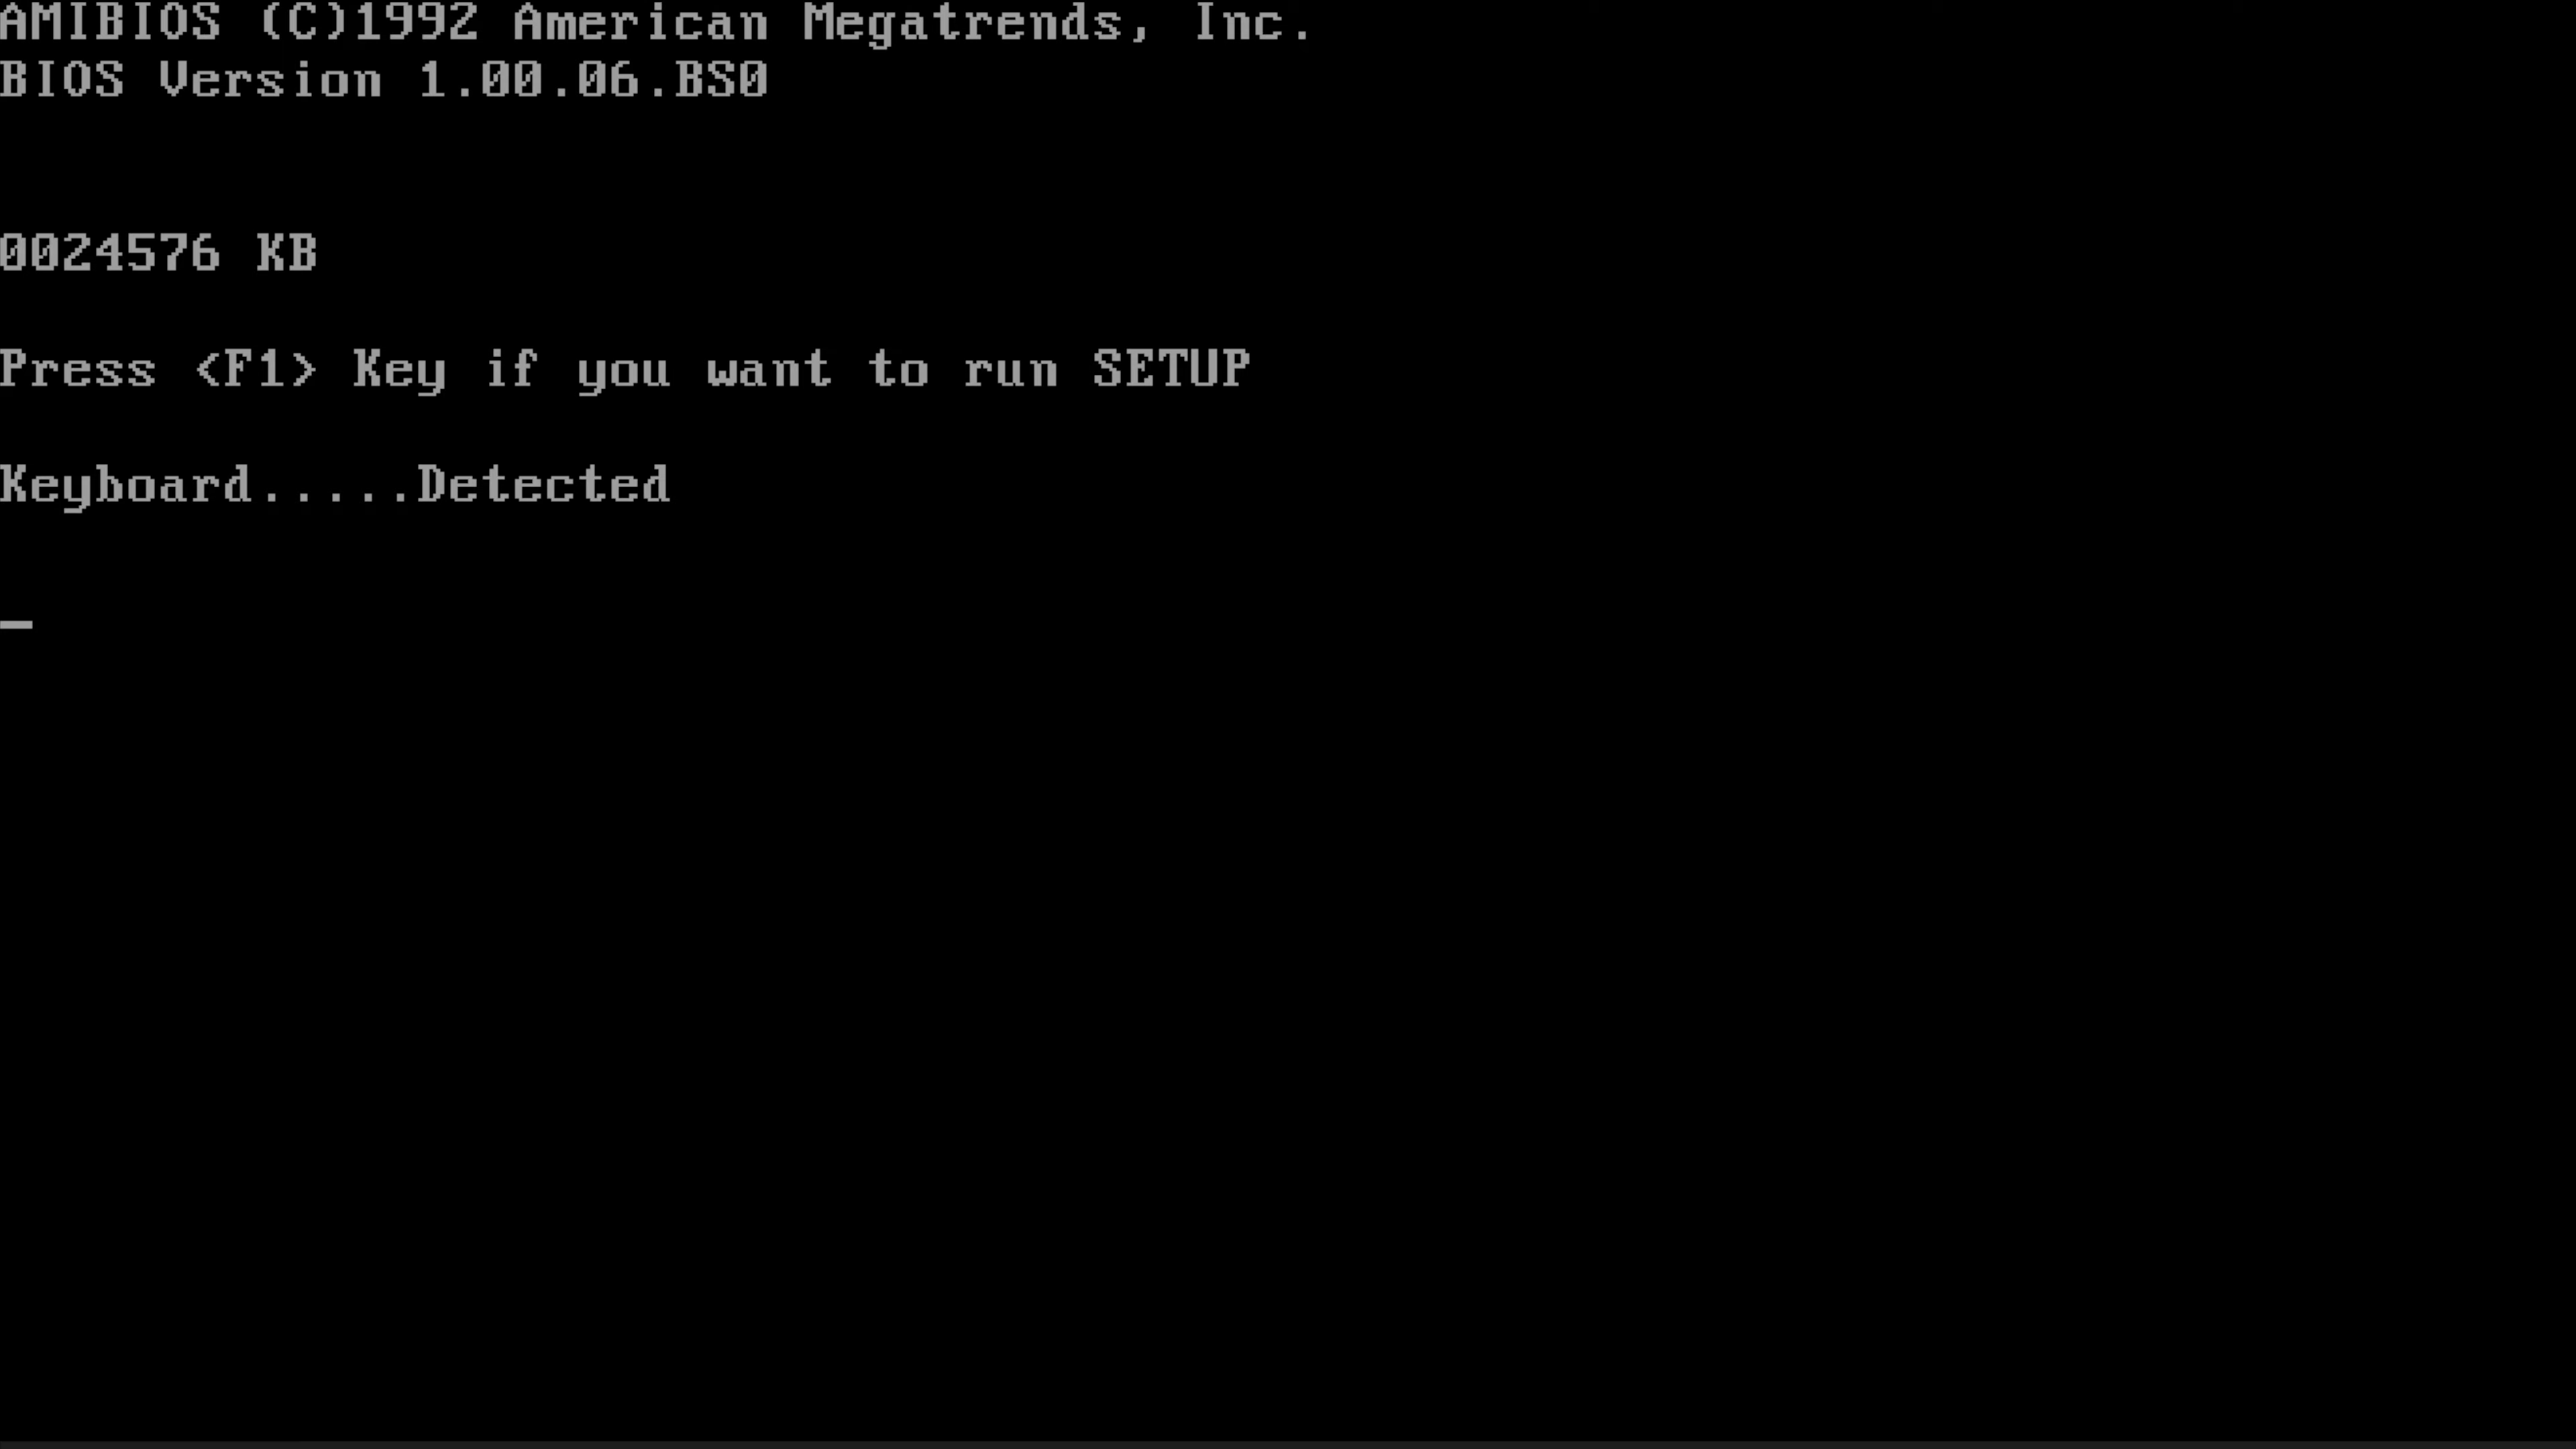 AMIBIOS (C)1992 American Megatrends, Inc.
BIOS Version 1.00.06.BS0
0024576 KB
Press <F1> Key if you want to run SETUP
Keyboard.....Detected
_